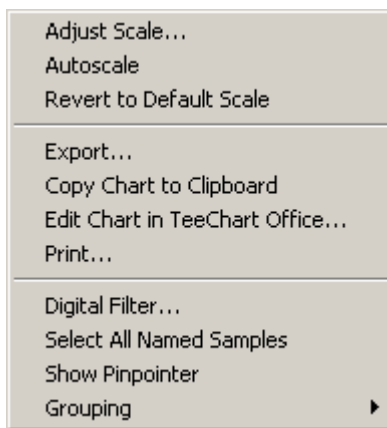 Adjust Scale...
Autoscale
Revert to Default Scale
Export...
Copy Chart to Clipboard
Edit Chart in TeeChart Office...
Print...
Digital Filter...
Select All Named Samples
Show Pinpointer
Grouping